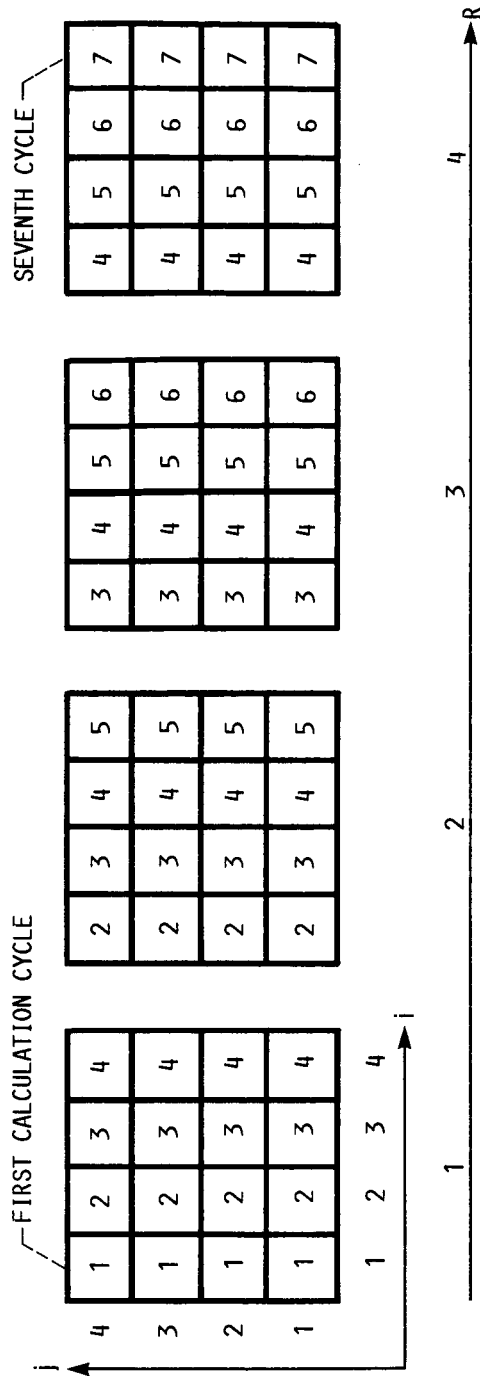 FIRST CALCULATION CYCLE
SEVENTH CYCLE
j
4 1 2 3 4 2 3 4 5 3 4 5 6 4 5 6 7
3 1 2 3 4 2 3 4 5 3 4 5 6 4 5 6 7
2 1 2 3 4 2 3 4 5 3 4 5 6 4 5 6 7
1 1 2 3 4 2 3 4 5 3 4 5 6 4 5 6 7
1 2 3 4 i
1 2 3 4 R